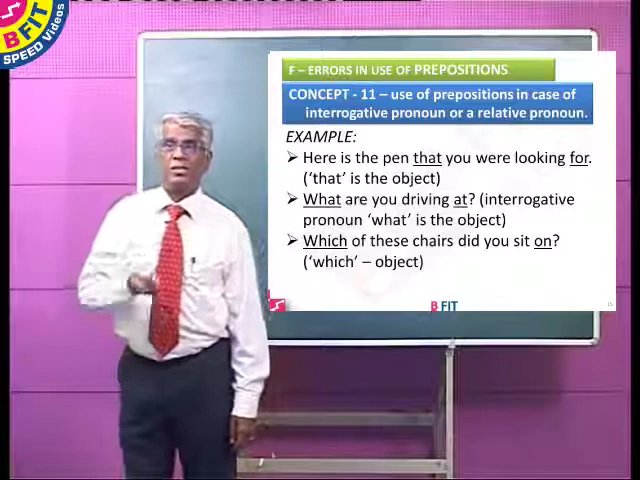 BFIT
SPEED Videos
F – ERRORS IN USE OF PREPOSITIONS
CONCEPT - 11 – use of prepositions in case of
interrogative pronoun or a relative pronoun.
EXAMPLE:
➢ Here is the pen that you were looking for.
('that' is the object)
➢ What are you driving at? (interrogative
pronoun 'what' is the object)
➢ Which of these chairs did you sit on?
('which' – object)
B FIT